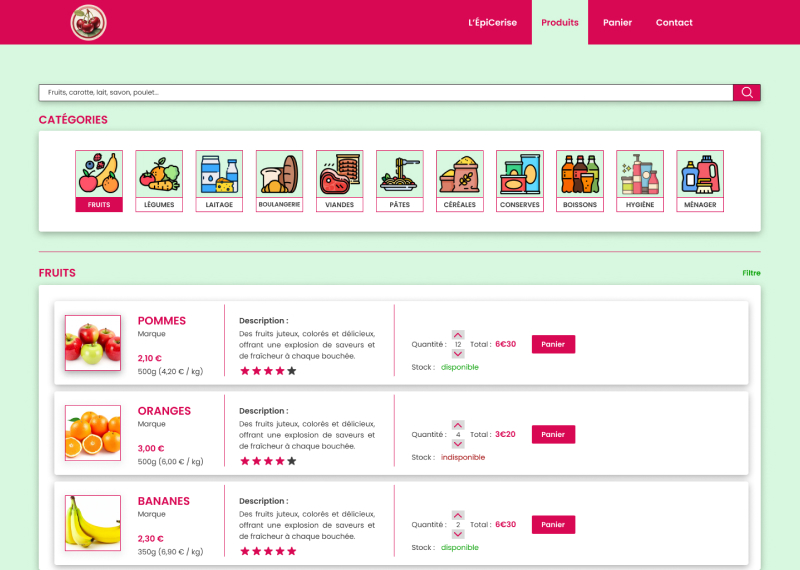 L'ÉpiCerise
Produits
Panier
Contact
Fruits, carotte, lait, savon, poulet...
CATÉGORIES
FRUITS
LÉGUMES
LAITAGE
BOULANGERIE
VIANDES
PÂTES
CÉRÉALES
CONSERVES
BOISSONS
HYGIÈNE
MÉNAGER
FRUITS
Filtre
POMMES
Marque
2,10 €
500g (4,20 € / kg)
Description :
Des fruits juteux, colorés et délicieux,
offrant une explosion de saveurs et
de fraîcheur à chaque bouchée.
Quantité : 12 Total : 6€30
Panier
Stock : disponible
ORANGES
Marque
3,00 €
500g (6,00 € / kg)
Description :
Des fruits juteux, colorés et délicieux,
offrant une explosion de saveurs et
de fraîcheur à chaque bouchée.
Quantité : 4 Total : 3€20
Panier
Stock : indisponible
BANANES
Marque
2,30 €
350g (6,90 € / kg)
Description :
Des fruits juteux, colorés et délicieux,
offrant une explosion de saveurs et
de fraîcheur à chaque bouchée.
Quantité : 2 Total : 6€30
Panier
Stock : disponible